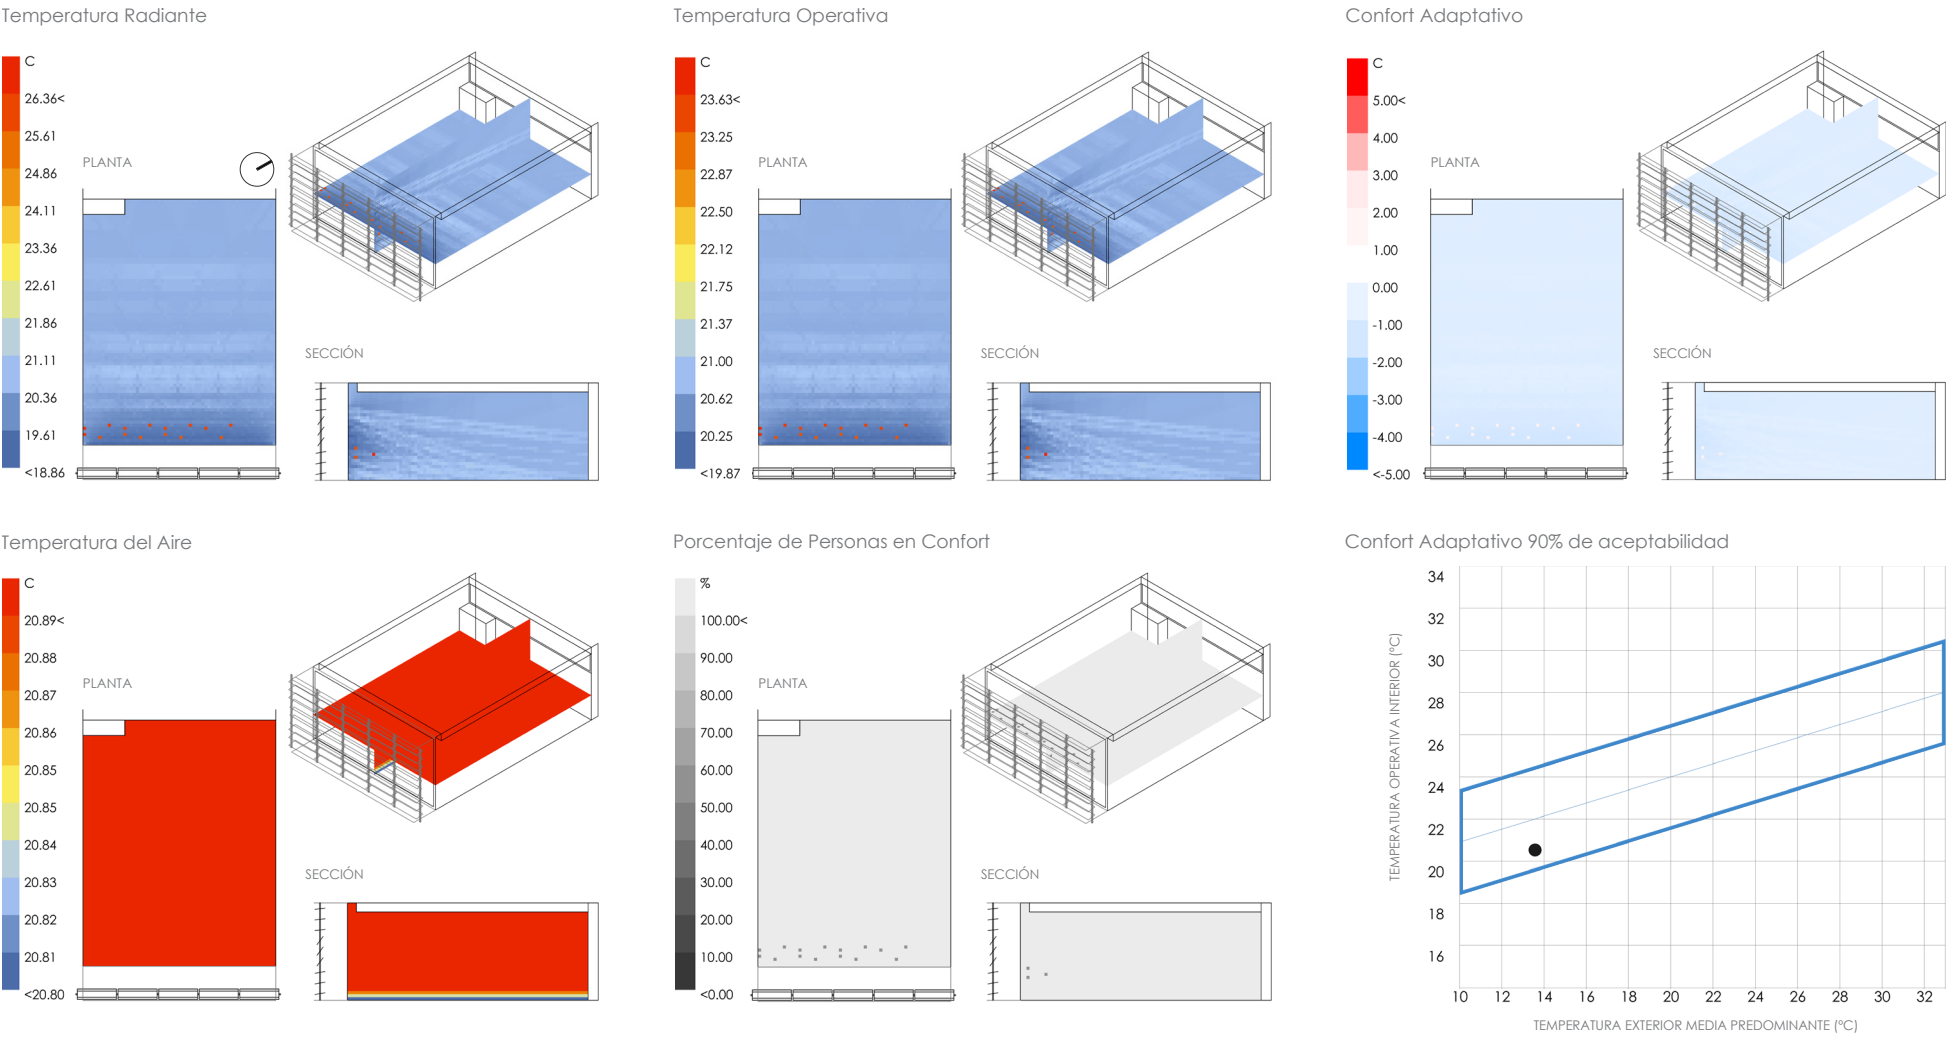 Temperatura Radiante
C
26.36<
25.61
24.86
24.11
23.36
22.61
21.86
21.11
20.36
19.61
<18.86
PLANTA
SECCIÓN
Temperatura Operativa
C
23.63<
23.25
22.87
22.50
22.12
21.75
21.37
21.00
20.62
20.25
<19.87
PLANTA
SECCIÓN
Confort Adaptativo
C
5.00<
4.00
3.00
2.00
1.00
0.00
-1.00
-2.00
-3.00
-4.00
<-5.00
PLANTA
SECCIÓN
Temperatura del Aire
C
20.89<
20.88
20.87
20.86
20.85
20.85
20.84
20.83
20.82
20.81
<20.80
PLANTA
SECCIÓN
Porcentaje de Personas en Confort
%
100.00<
90.00
80.00
70.00
60.00
50.00
40.00
30.00
20.00
10.00
<0.00
PLANTA
SECCIÓN
Confort Adaptativo 90% de aceptabilidad
TEMPERATURA OPERATIVA INTERIOR (ºC)
34
32
30
28
26
24
22
20
18
16
10 12 14 16 18 20 22 24 26 28 30 32
TEMPERATURA EXTERIOR MEDIA PREDOMINANTE (ºC)